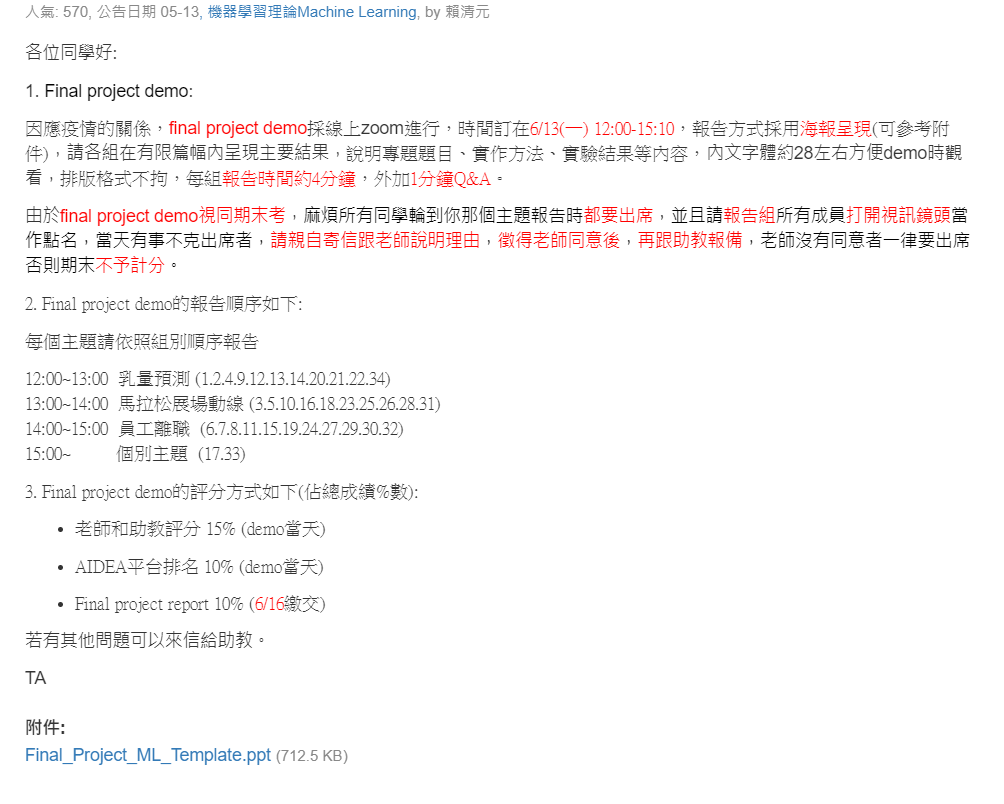 人氣: 570, 公告日期 05-13, 機器學習理論Machine Learning, by 賴清元
各位同學好:
1. Final project demo:
因應疫情的關係，final project demo採線上zoom進行，時間訂在6/13(一) 12:00-15:10，報告方式採用海報呈現(可參考附
件)，請各組在有限篇幅內呈現主要結果，說明專題題目、實作方法、實驗結果等內容，內文字體約28左右方便demo時觀
看，排版格式不拘，每組報告時間約4分鐘，外加1分鐘Q&A。
由於final project demo視同期末考，麻煩所有同學輪到你那個主題報告時都要出席，並且請報告組所有成員打開視訊鏡頭當
作點名，當天有事不克出席者，請親自寄信跟老師說明理由，徵得老師同意後，再跟助教報備，老師沒有同意者一律要出席
否則期末不予計分。
2. Final project demo的報告順序如下:
每個主題請依照組別順序報告
12:00~13:00 乳量預測 (1.2.4.9.12.13.14.20.21.22.34)
13:00~14:00 馬拉松展場動線 (3.5.10.16.18.23.25.26.28.31)
14:00~15:00 員工離職 (6.7.8.11.15.19.24.27.29.30.32)
15:00~ 個別主題 (17.33)
3. Final project demo的評分方式如下(佔總成績%數):
• 老師和助教評分 15% (demo當天)
• AIDEA平台排名 10% (demo當天)
• Final project report 10% (6/16繳交)
若有其他問題可以來信給助教。
TA
附件:
Final_Project_ML_Template.ppt (712.5 KB)